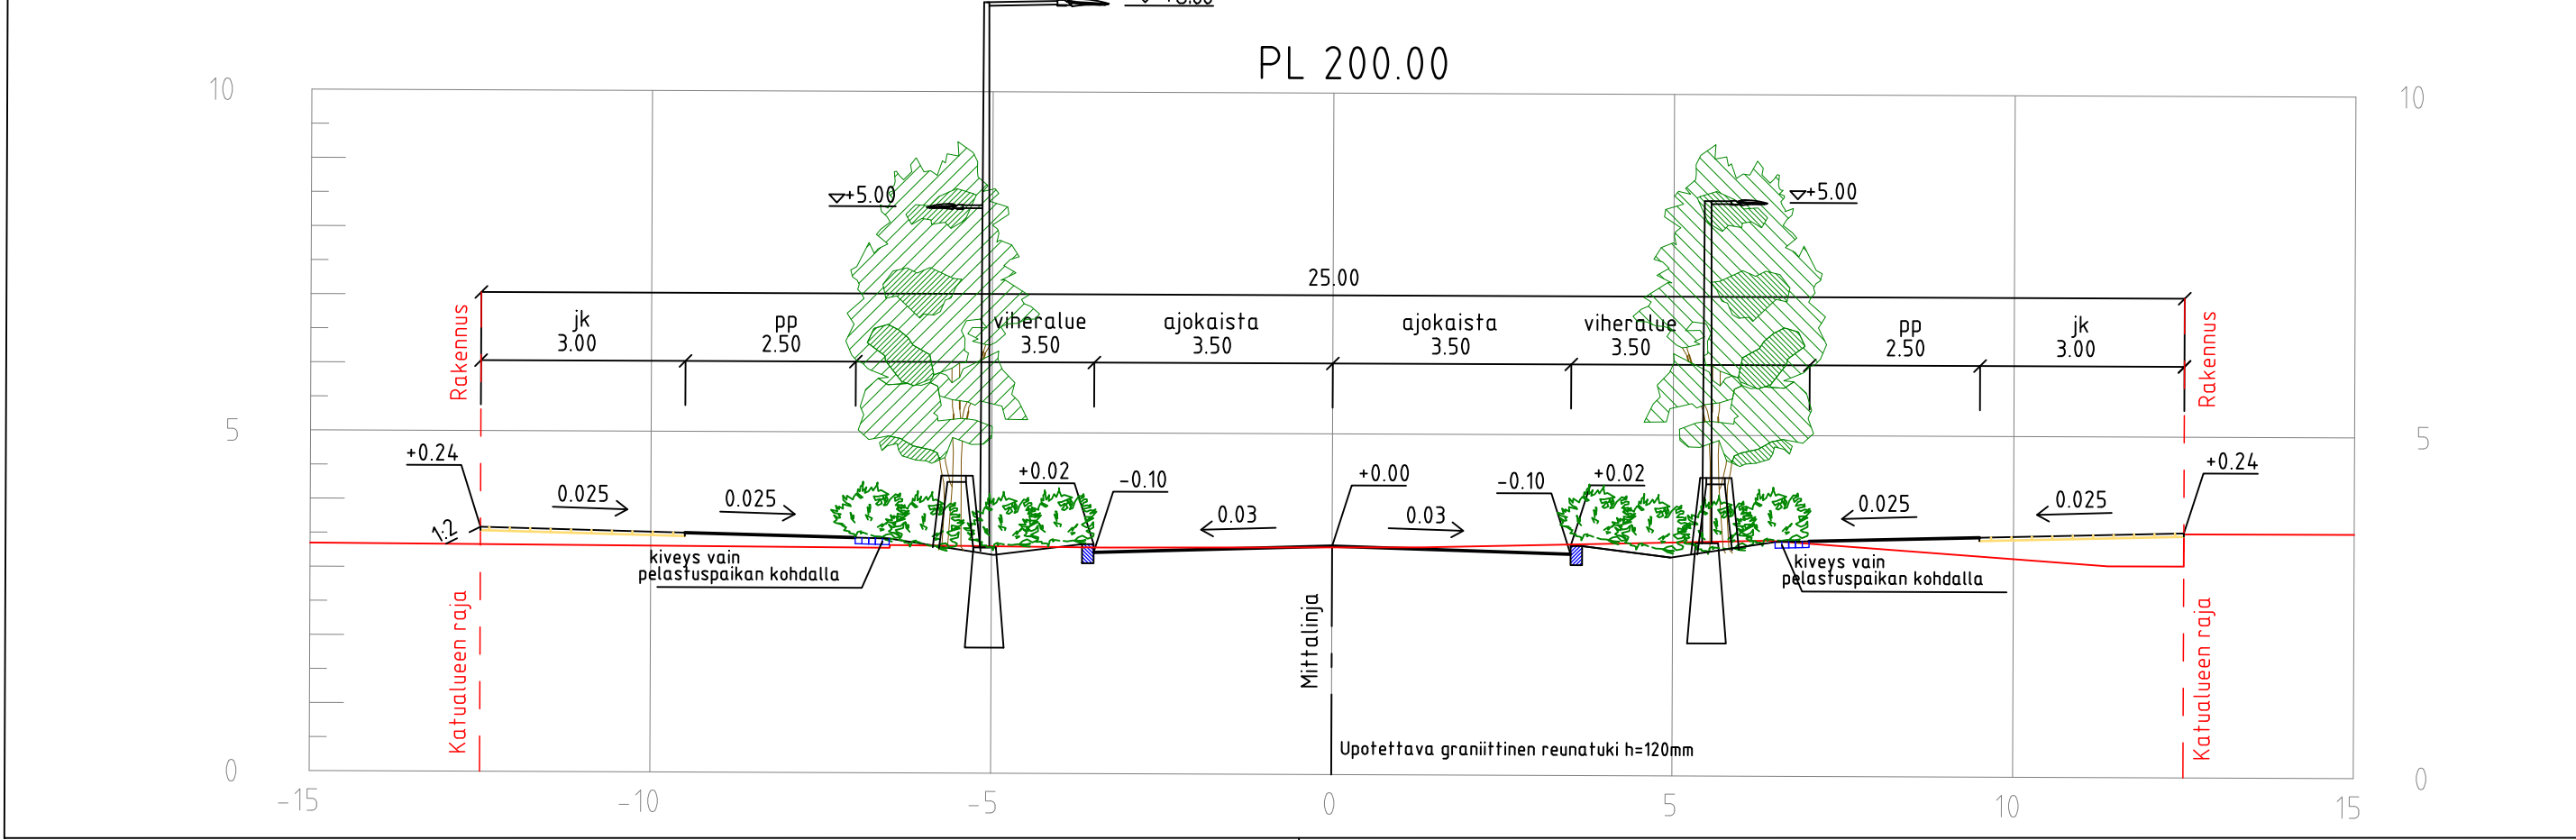 +8.00
PL 200.00
10
10
+5.00
+5.00
25.00
jk
3.00
pp
2.50
viheralue
3.50
ajokaista
3.50
ajokaista
3.50
viheralue
3.50
pp
2.50
jk
3.00
Rakennus
Rakennus
5
5
+0.24
0.025
0.025
+0.02
-0.10
+0.00
-0.10
+0.02
0.025
0.025
+0.24
0.03
0.03
1:2
kiveys vain
pelastuspaikan kohdalla
kiveys vain
pelastuspaikan kohdalla
Katualueen raja
Mittalinja
Katualueen raja
Upotettava graniittinen reunatuki h=120mm
0
0
-15
-10
-5
0
5
10
15